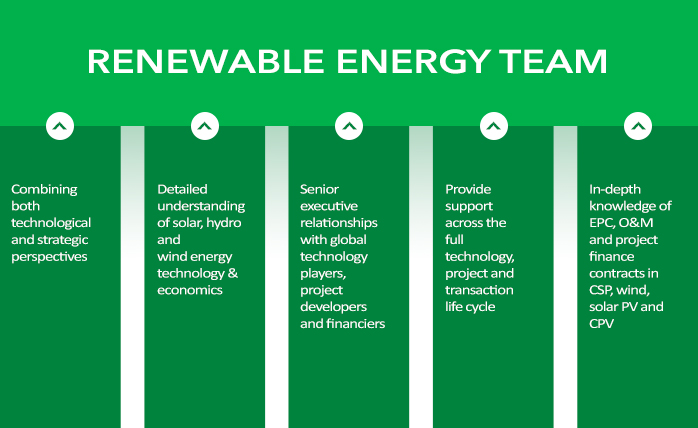 RENEWABLE ENERGY TEAM
Combining
both
technological
and strategic
perspectives
Detailed
understanding
of solar, hydro
and
wind energy
technology &
economics
Senior
executive
relationships
with global
technology
players,
project
developers
and financiers
Provide
support
across the
full
technology,
project and
transaction
life cycle
In-depth
knowledge of
EPC, O&M
and project
finance
contracts in
CSP, wind,
solar PV and
CPV